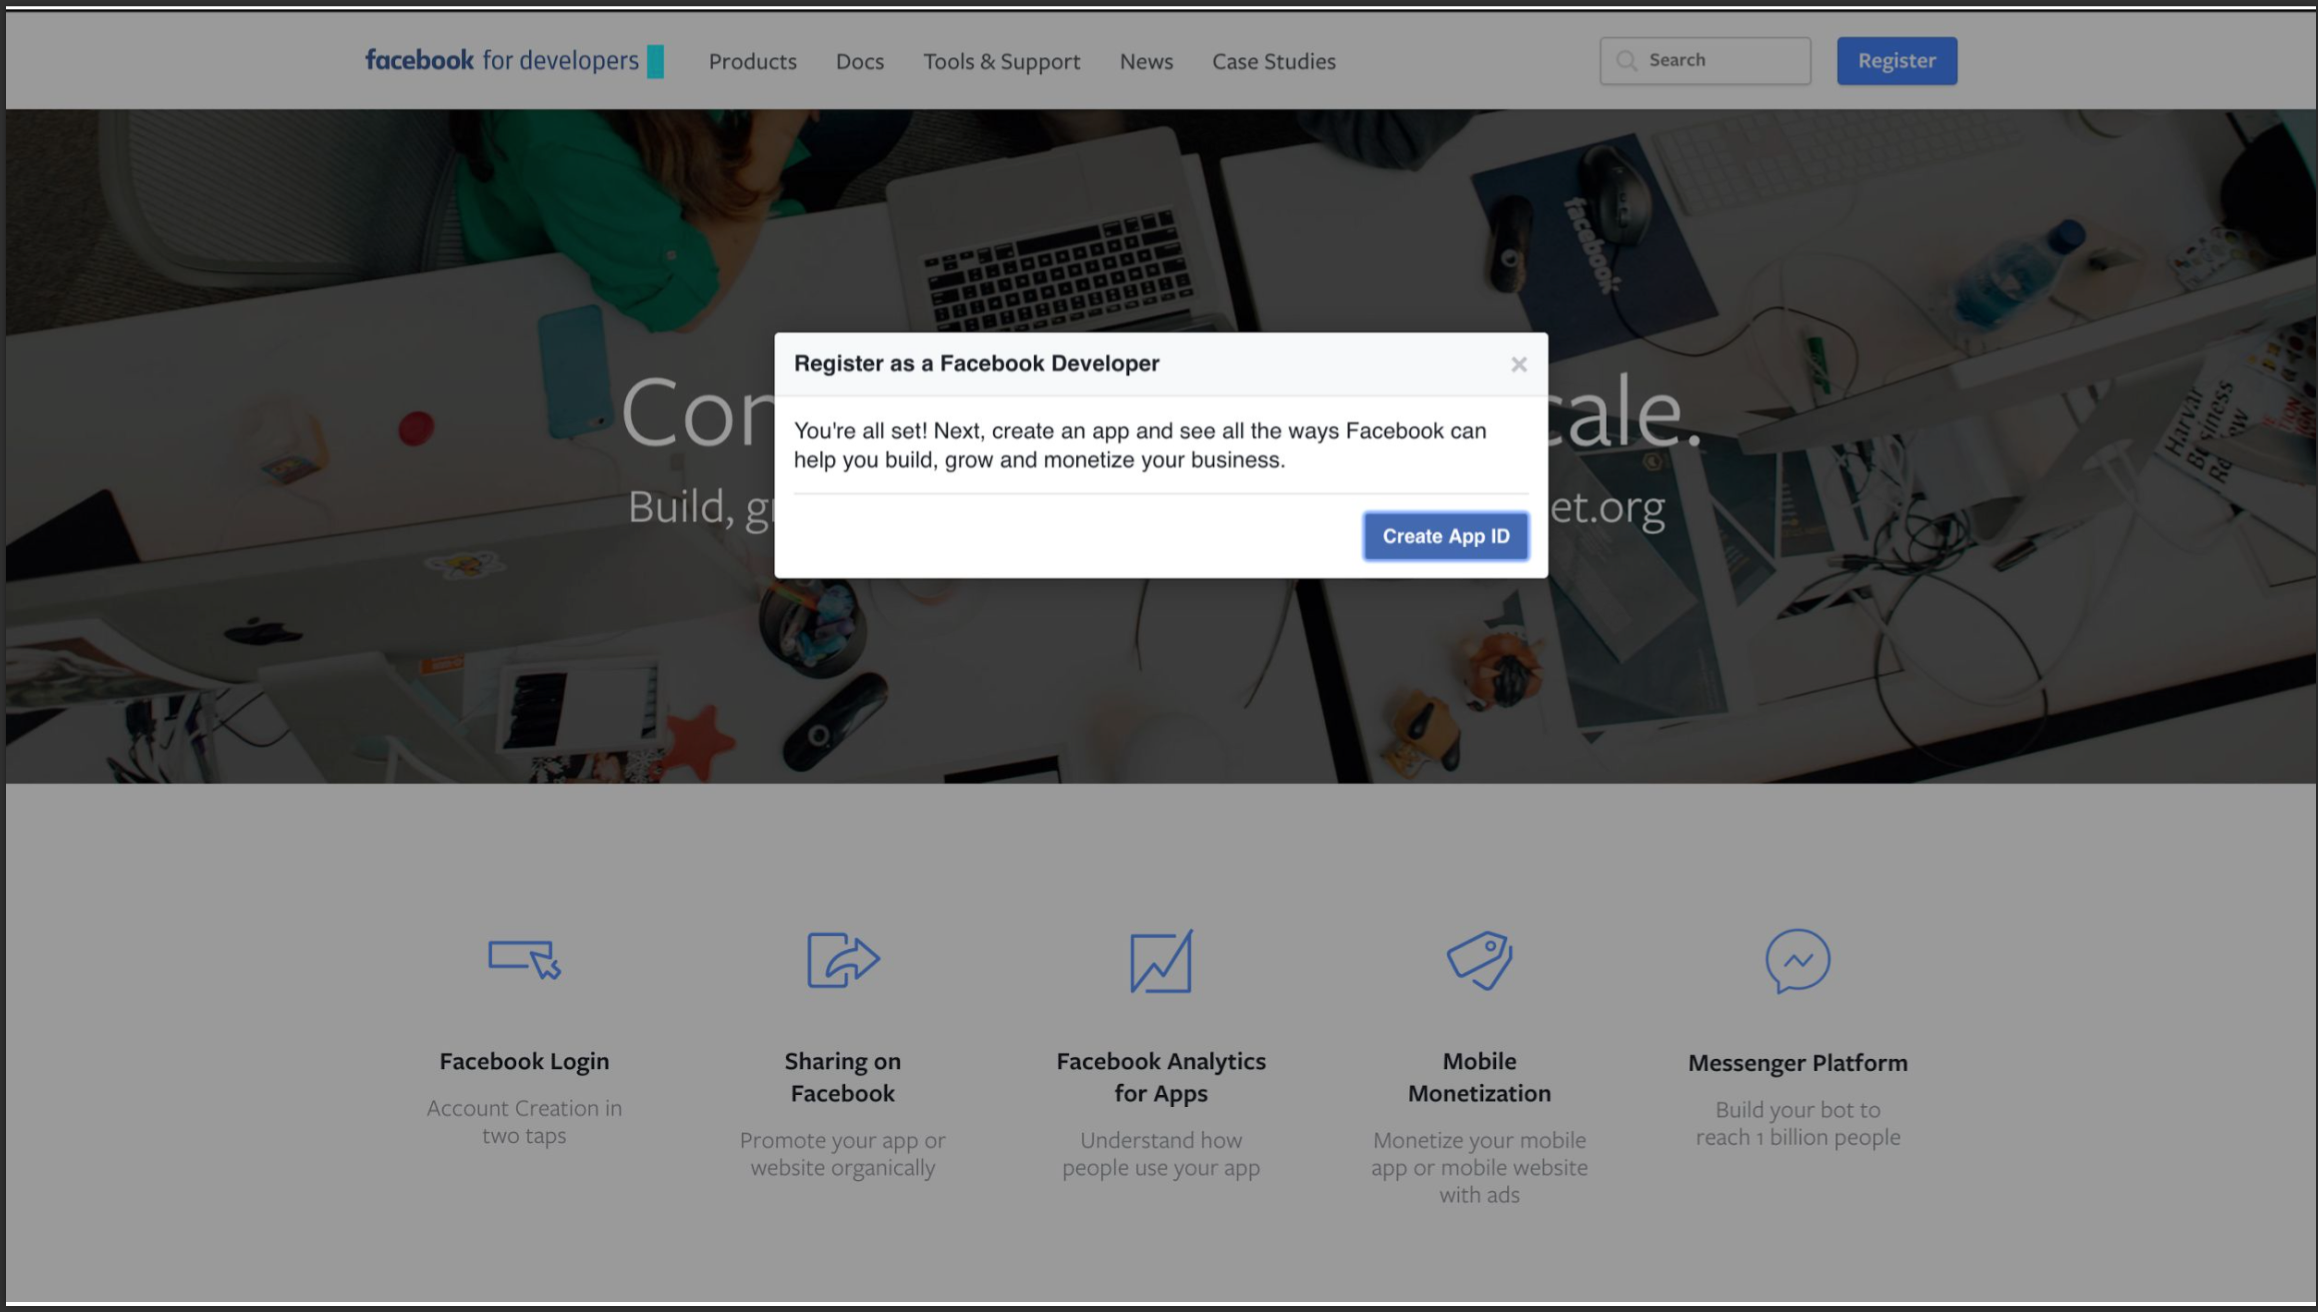 facebook for developers
Products
Docs
Tools & Support
News
Case Studies
Search
Register
facebook
Register as a Facebook Developer
You're all set! Next, create an app and see all the ways Facebook can
help you build, grow and monetize your business.
Create App ID
Con
cale.
Build, g
et.org
Facebook Login
Account Creation in
two taps
Sharing on
Facebook
Promote your app or
website organically
Facebook Analytics
for Apps
Understand how
people use your app
Mobile
Monetization
Monetize your mobile
app or mobile website
with ads
Messenger Platform
Build your bot to
reach 1 billion people